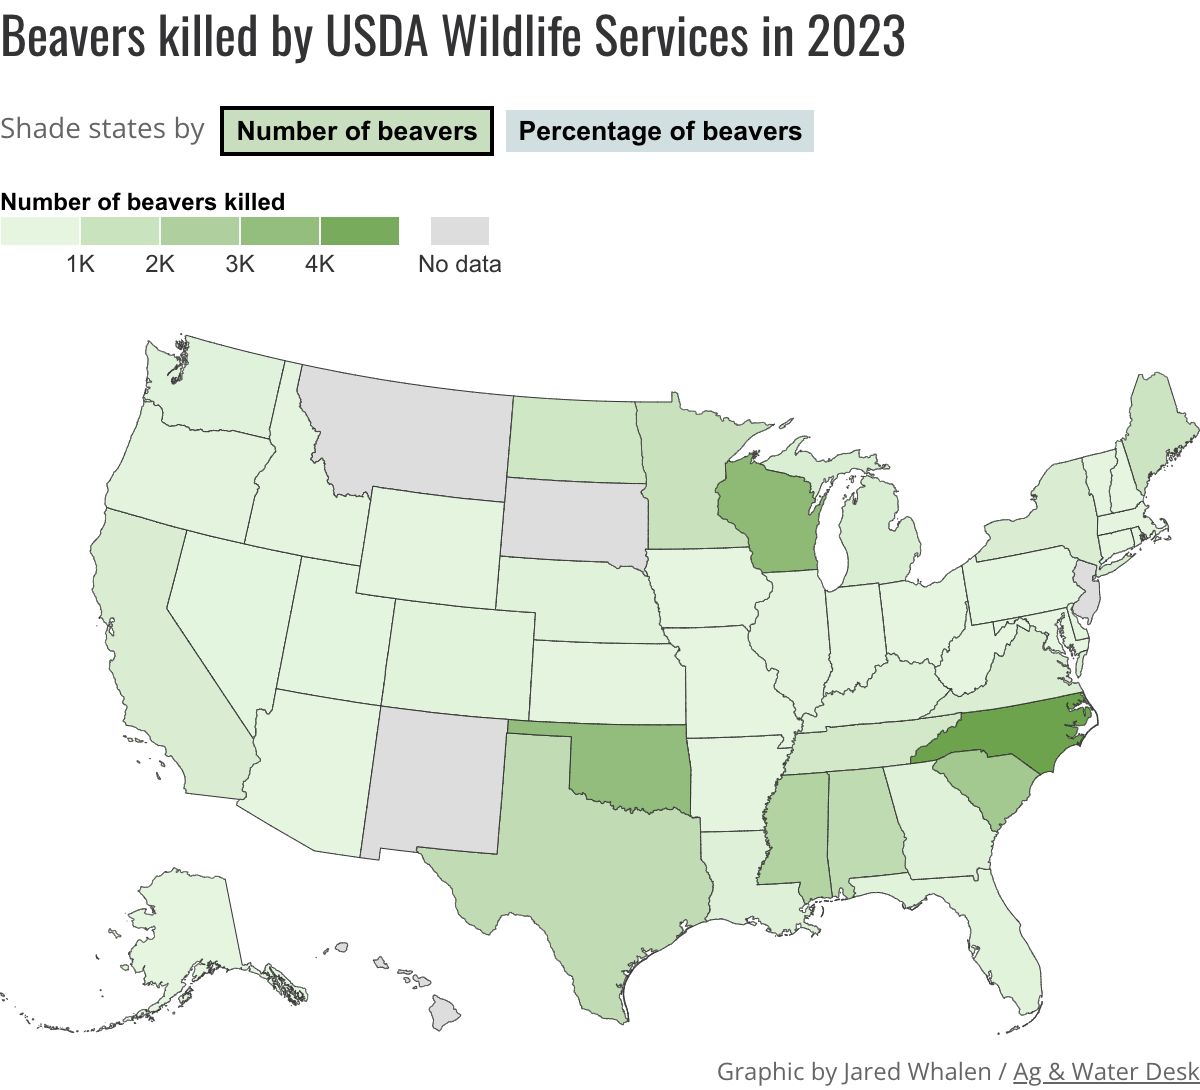 Beavers killed by USDA Wildlife Services in 2023
Shade states by Number of beavers Percentage of beavers
Number of beavers killed
1K 2K 3K 4K No data
Graphic by Jared Whalen / Ag & Water Desk